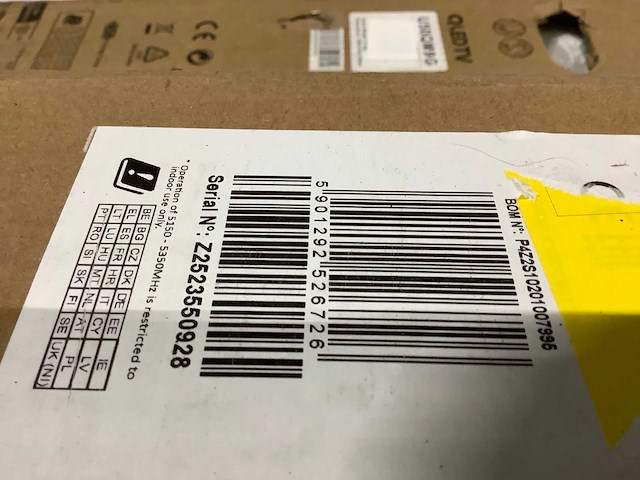 QLED TV
BOM N°: P4Z2S10201007995
5 901292 526726
Serial N°: Z2523550928
* Operation of 5150 - 5350MHz is restricted to
indoor use only.
BE BG CZ DK DE EE IE
EL ES FR HR IT CY LV
LT LU HU MT NL AT PL
PT RO SI SK FI SE UK(NI)